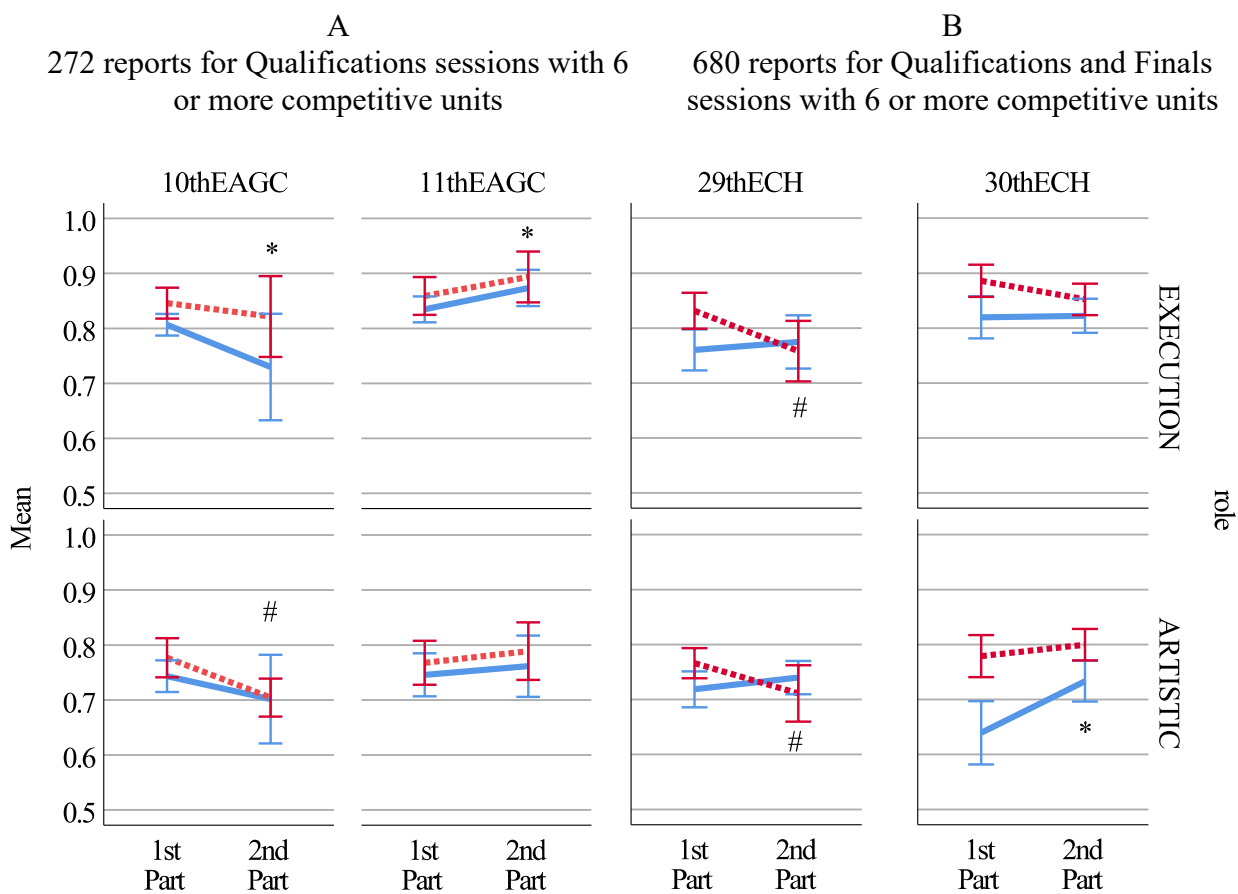 A
272 reports for Qualifications sessions with 6
or more competitive units
B
680 reports for Qualifications and Finals
sessions with 6 or more competitive units
10thEAGC
11thEAGC
29thECH
30thECH
1.0
0.9
0.8
0.7
0.6
0.5
*
*
#
EXECUTION
Mean
role
1.0
0.9
0.8
0.7
0.6
0.5
#
#
*
ARTISTIC
1st
Part
2nd
Part
1st
Part
2nd
Part
1st
Part
2nd
Part
1st
Part
2nd
Part